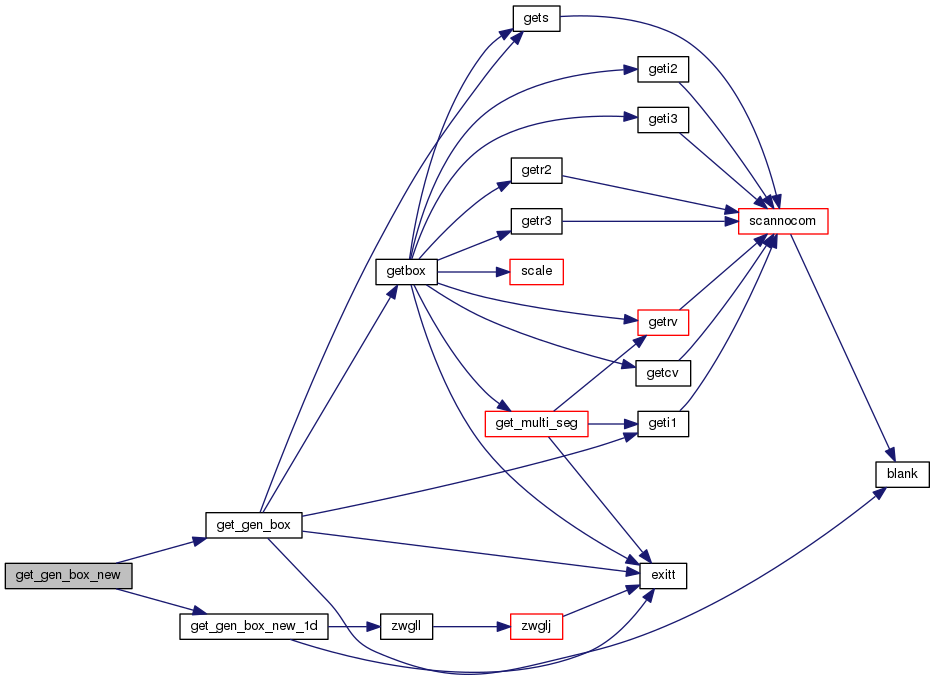 gets
geti2
geti3
getr2
getr3
scannocom
getbox
scale
getrv
getcv
get_multi_seg
geti1
blank
get_gen_box
get_gen_box_new
exitt
get_gen_box_new_1d
zwgll
zwglj